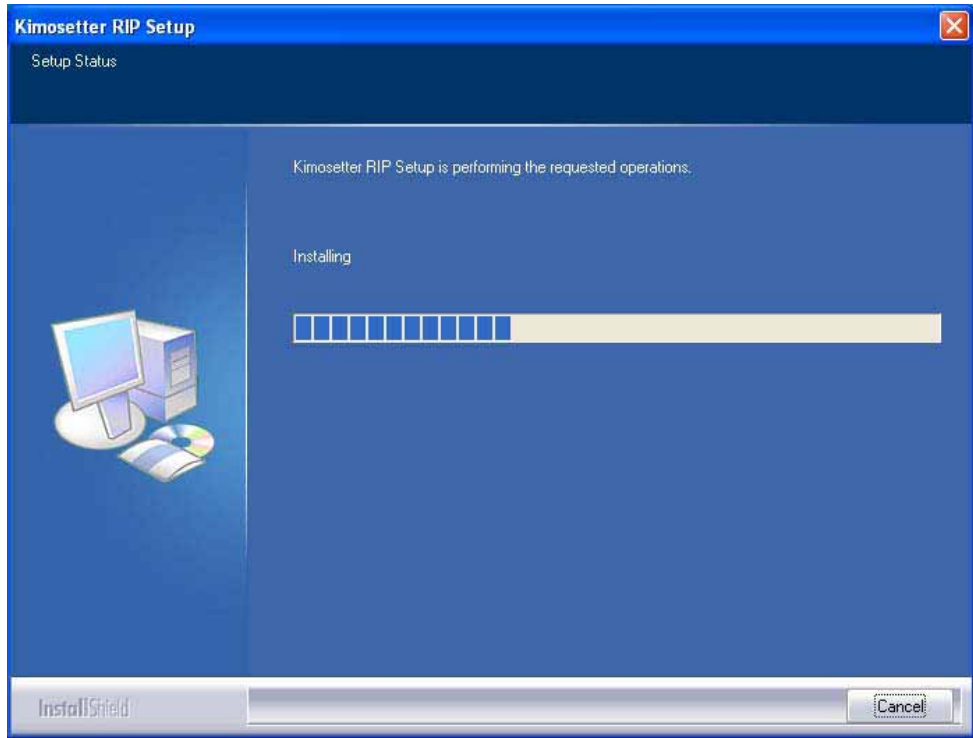 Kimosetter RIP Setup
Setup Status
Kimosetter RIP Setup is performing the requested operations.
Installing
InstallShield
Cancel